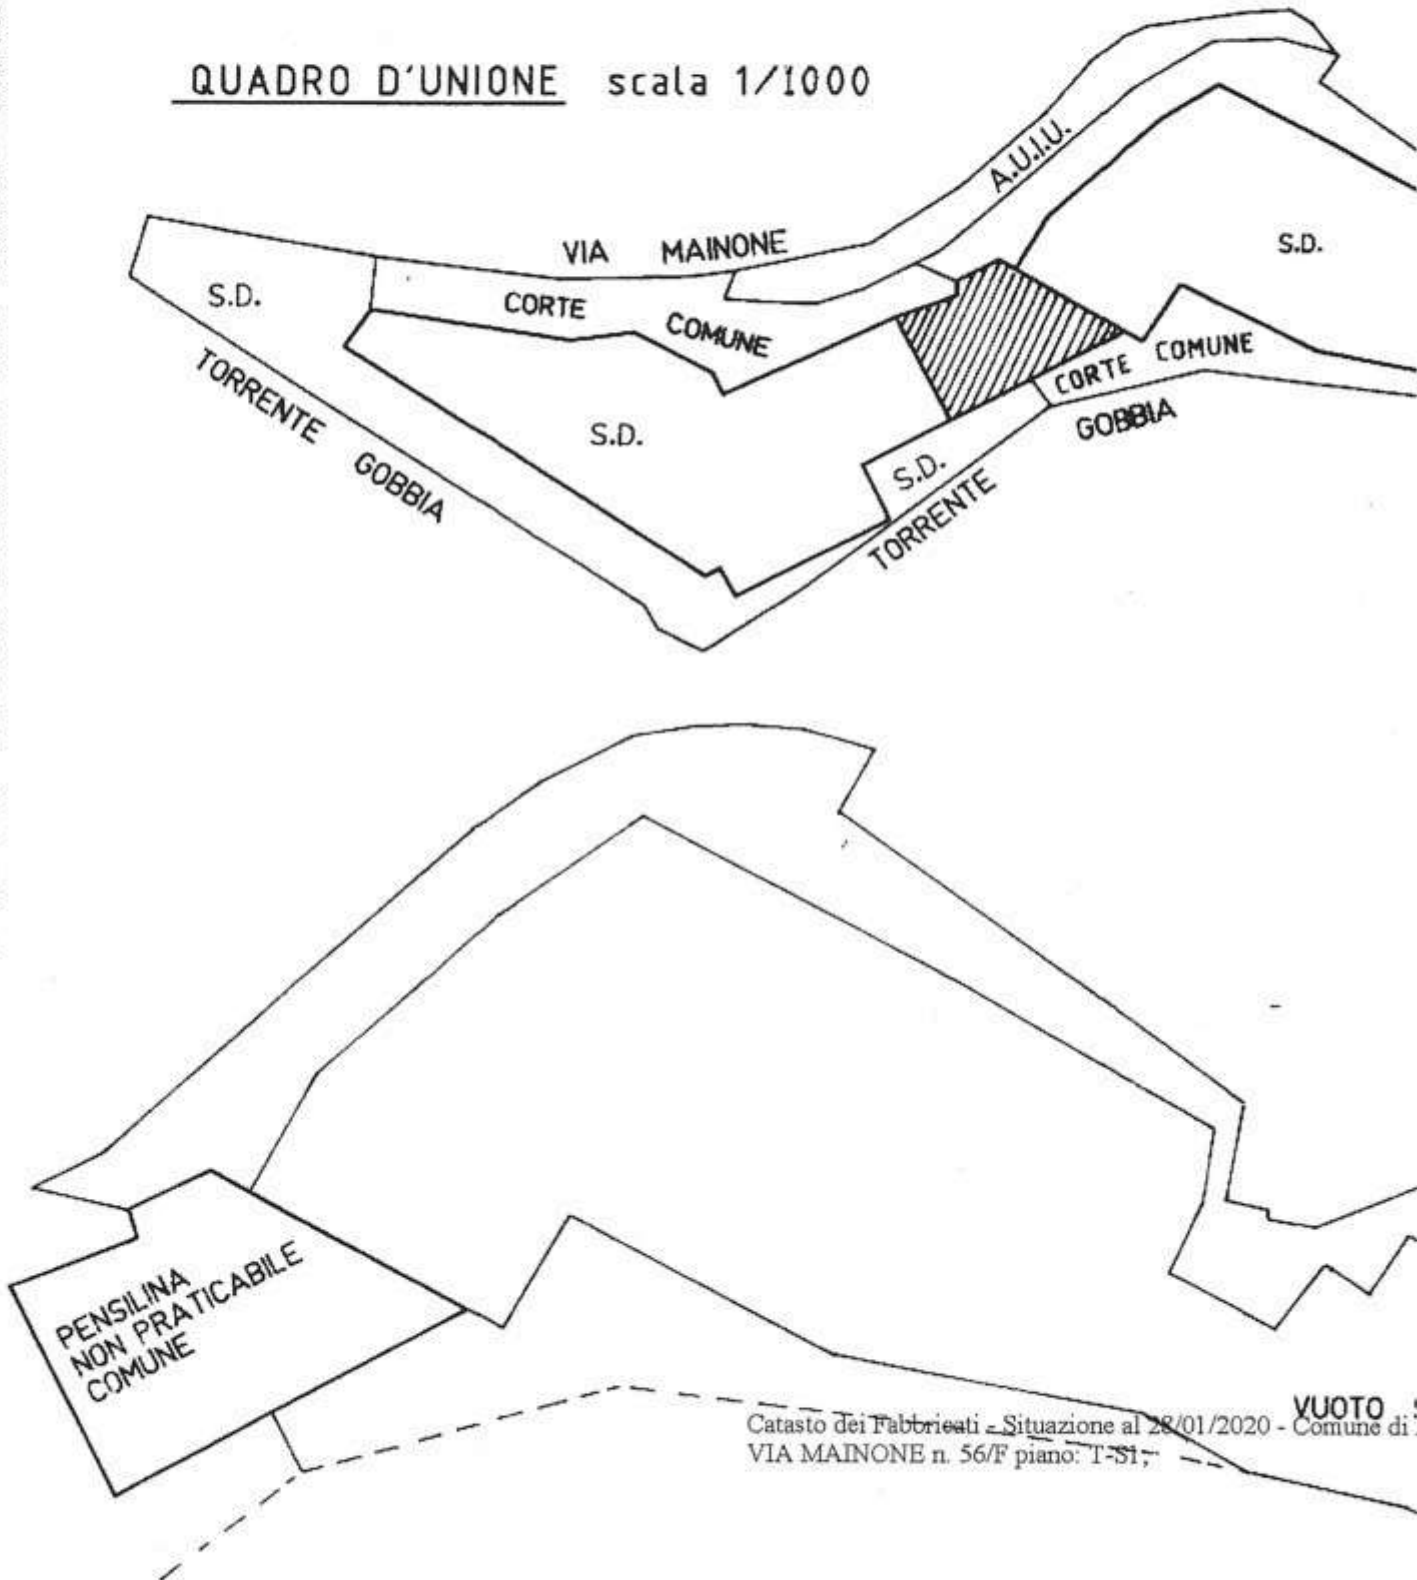 QUADRO D'UNIONE scala 1/1000
A.U.I.U.
VIA MAINONE
S.D.
S.D.
CORTE COMUNE
CORTE COMUNE
TORRENTE GOBBIA
S.D.
GOBBIA
S.D.
TORRENTE
PENSILINA
NON PRATICABILE
COMUNE
VUOTO
Catasto dei Fabbricati - Situazione al 28/01/2020 - Comune di
VIA MAINONE n. 56/F piano: T-S1;